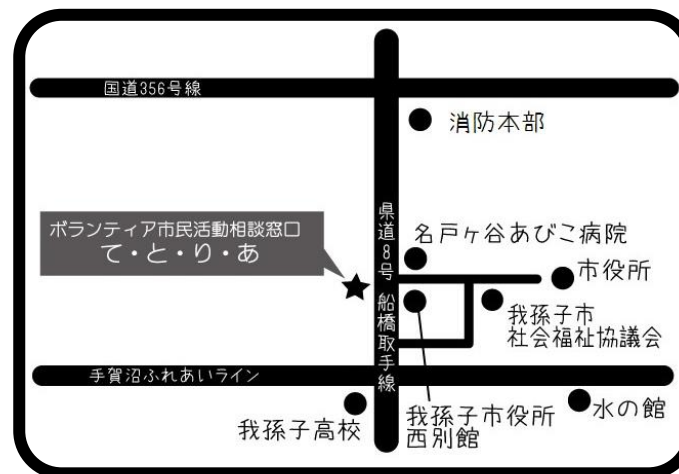 国道356号線
消防本部
ボランティア市民活動相談窓口
て・と・り・あ
県道8号 船橋取手線
名戸ヶ谷あびこ病院
市役所
我孫子市
社会福祉協議会
手賀沼ふれあいライン
我孫子高校
我孫子市役所
西別館
水の館